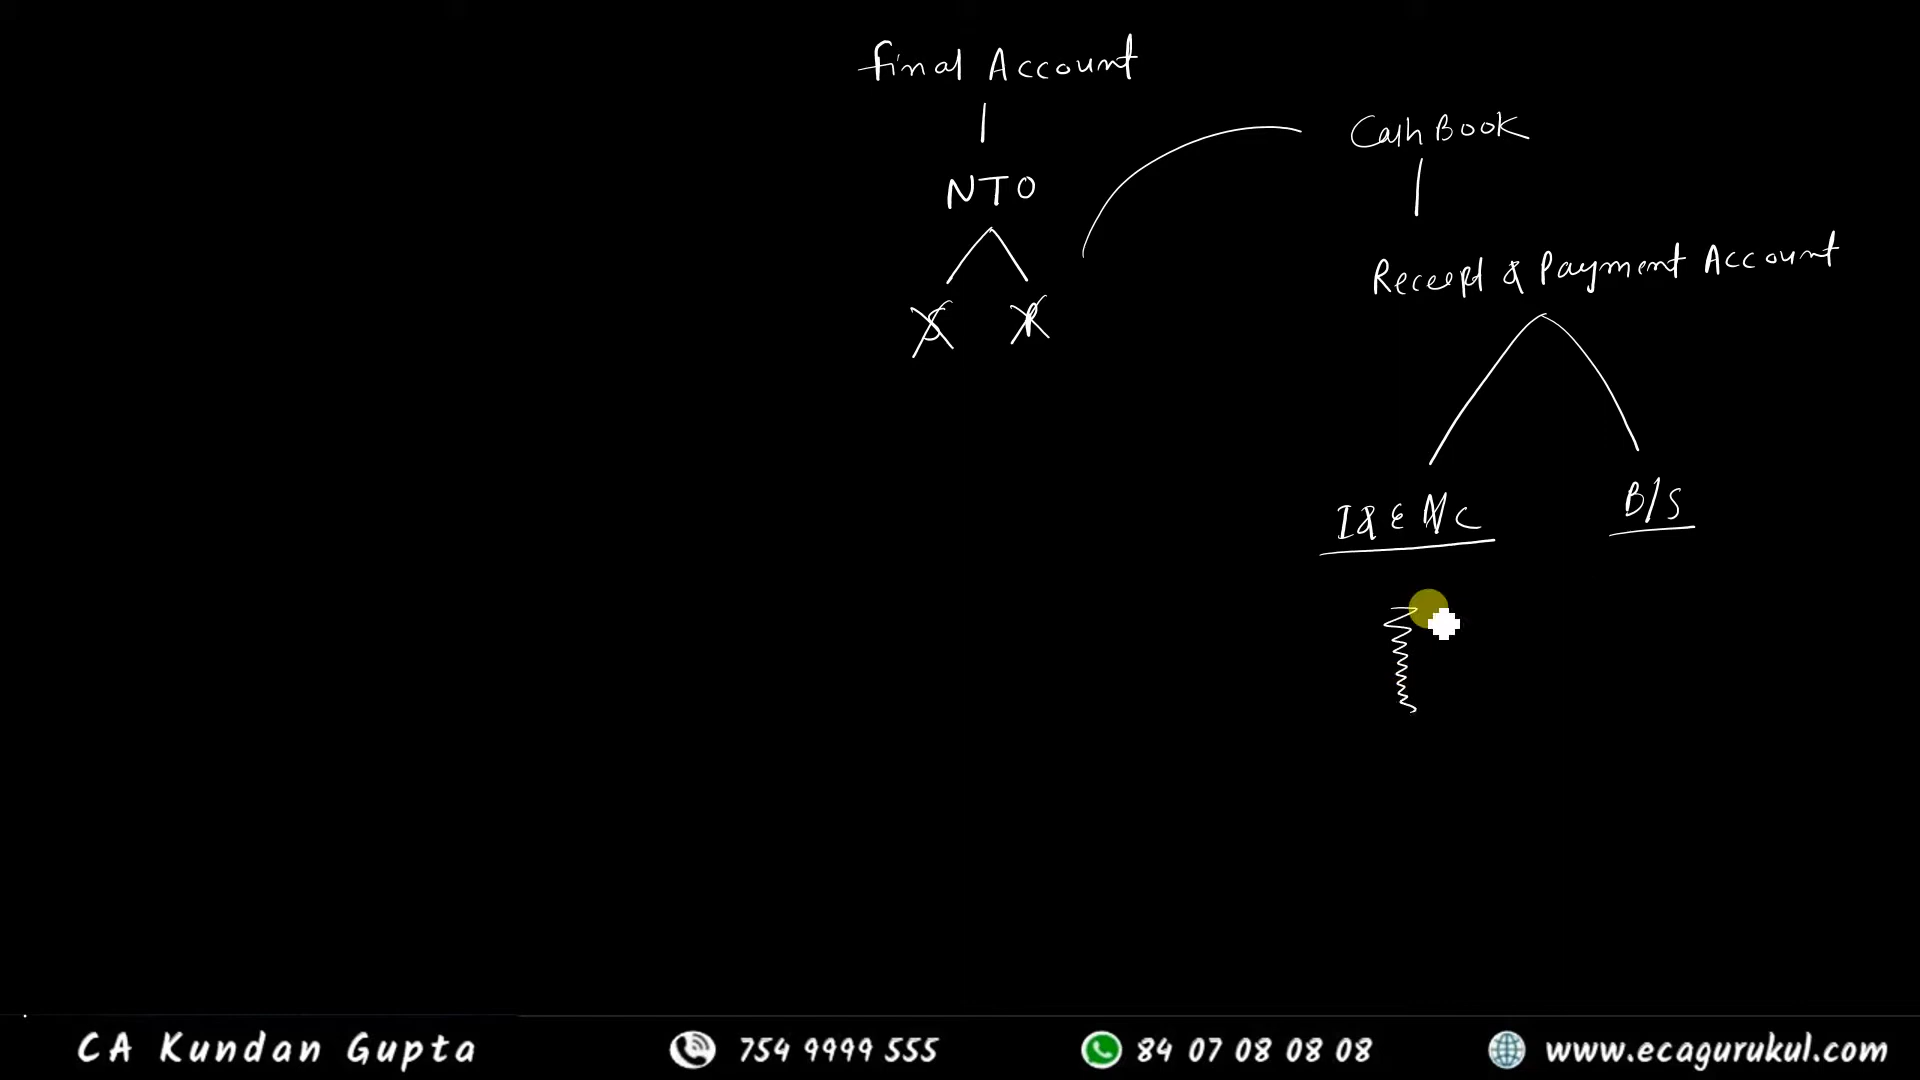 Final Account
NTO
S P
Cash Book
Receipt & Payment Account
I & E A/C
B/S
CA Kundan Gupta 754 9999 555 84 07 08 08 08 www.ecagurukul.com